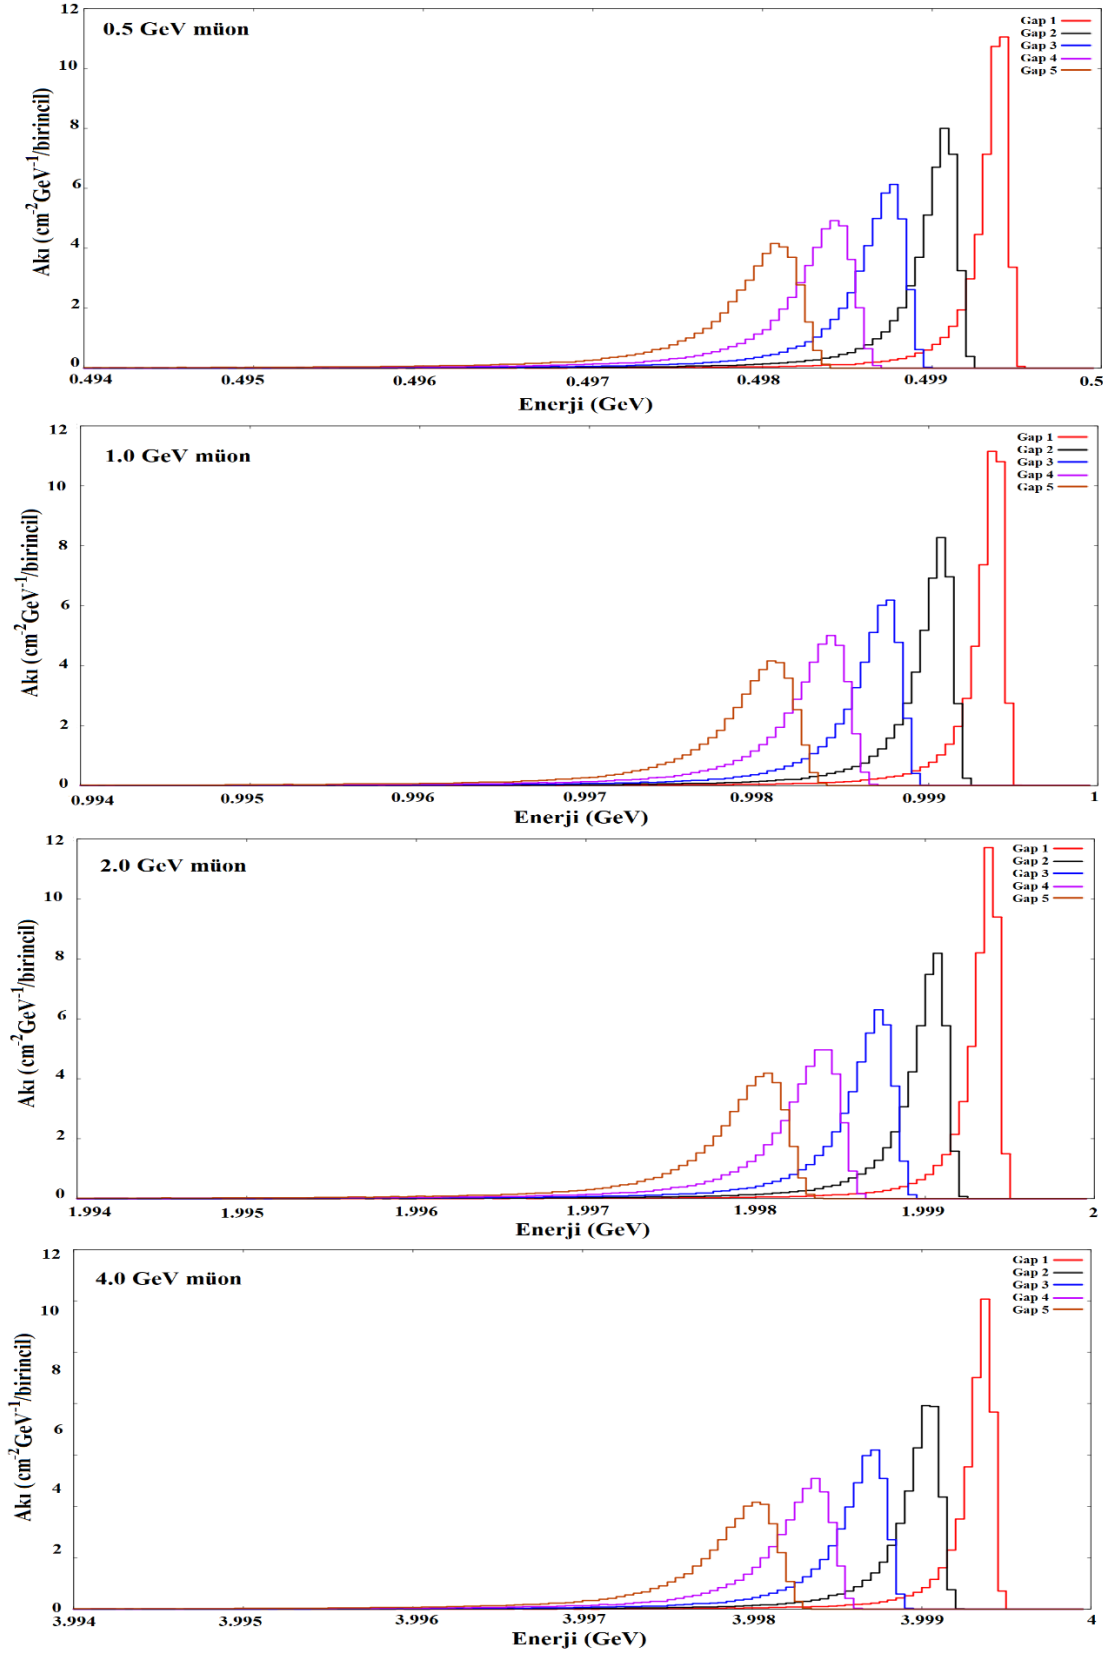 12
0.5 GeV müon
Gap 1
Gap 2
Gap 3
Gap 4
Gap 5
10
8
6
4
2
0
Akı (cm⁻²GeV⁻¹/birincil)
0.494
0.495
0.496
0.497
0.498
0.499
0.5
Enerji (GeV)
12
1.0 GeV müon
Gap 1
Gap 2
Gap 3
Gap 4
Gap 5
10
8
6
4
2
0
Akı (cm⁻²GeV⁻¹/birincil)
0.994
0.995
0.996
0.997
0.998
0.999
1
Enerji (GeV)
12
2.0 GeV müon
Gap 1
Gap 2
Gap 3
Gap 4
Gap 5
10
8
6
4
2
0
Akı (cm⁻²GeV⁻¹/birincil)
1.994
1.995
1.996
1.997
1.998
1.999
2
Enerji (GeV)
12
4.0 GeV müon
Gap 1
Gap 2
Gap 3
Gap 4
Gap 5
10
8
6
4
2
0
Akı (cm⁻²GeV⁻¹/birincil)
3.994
3.995
3.996
3.997
3.998
3.999
4
Enerji (GeV)